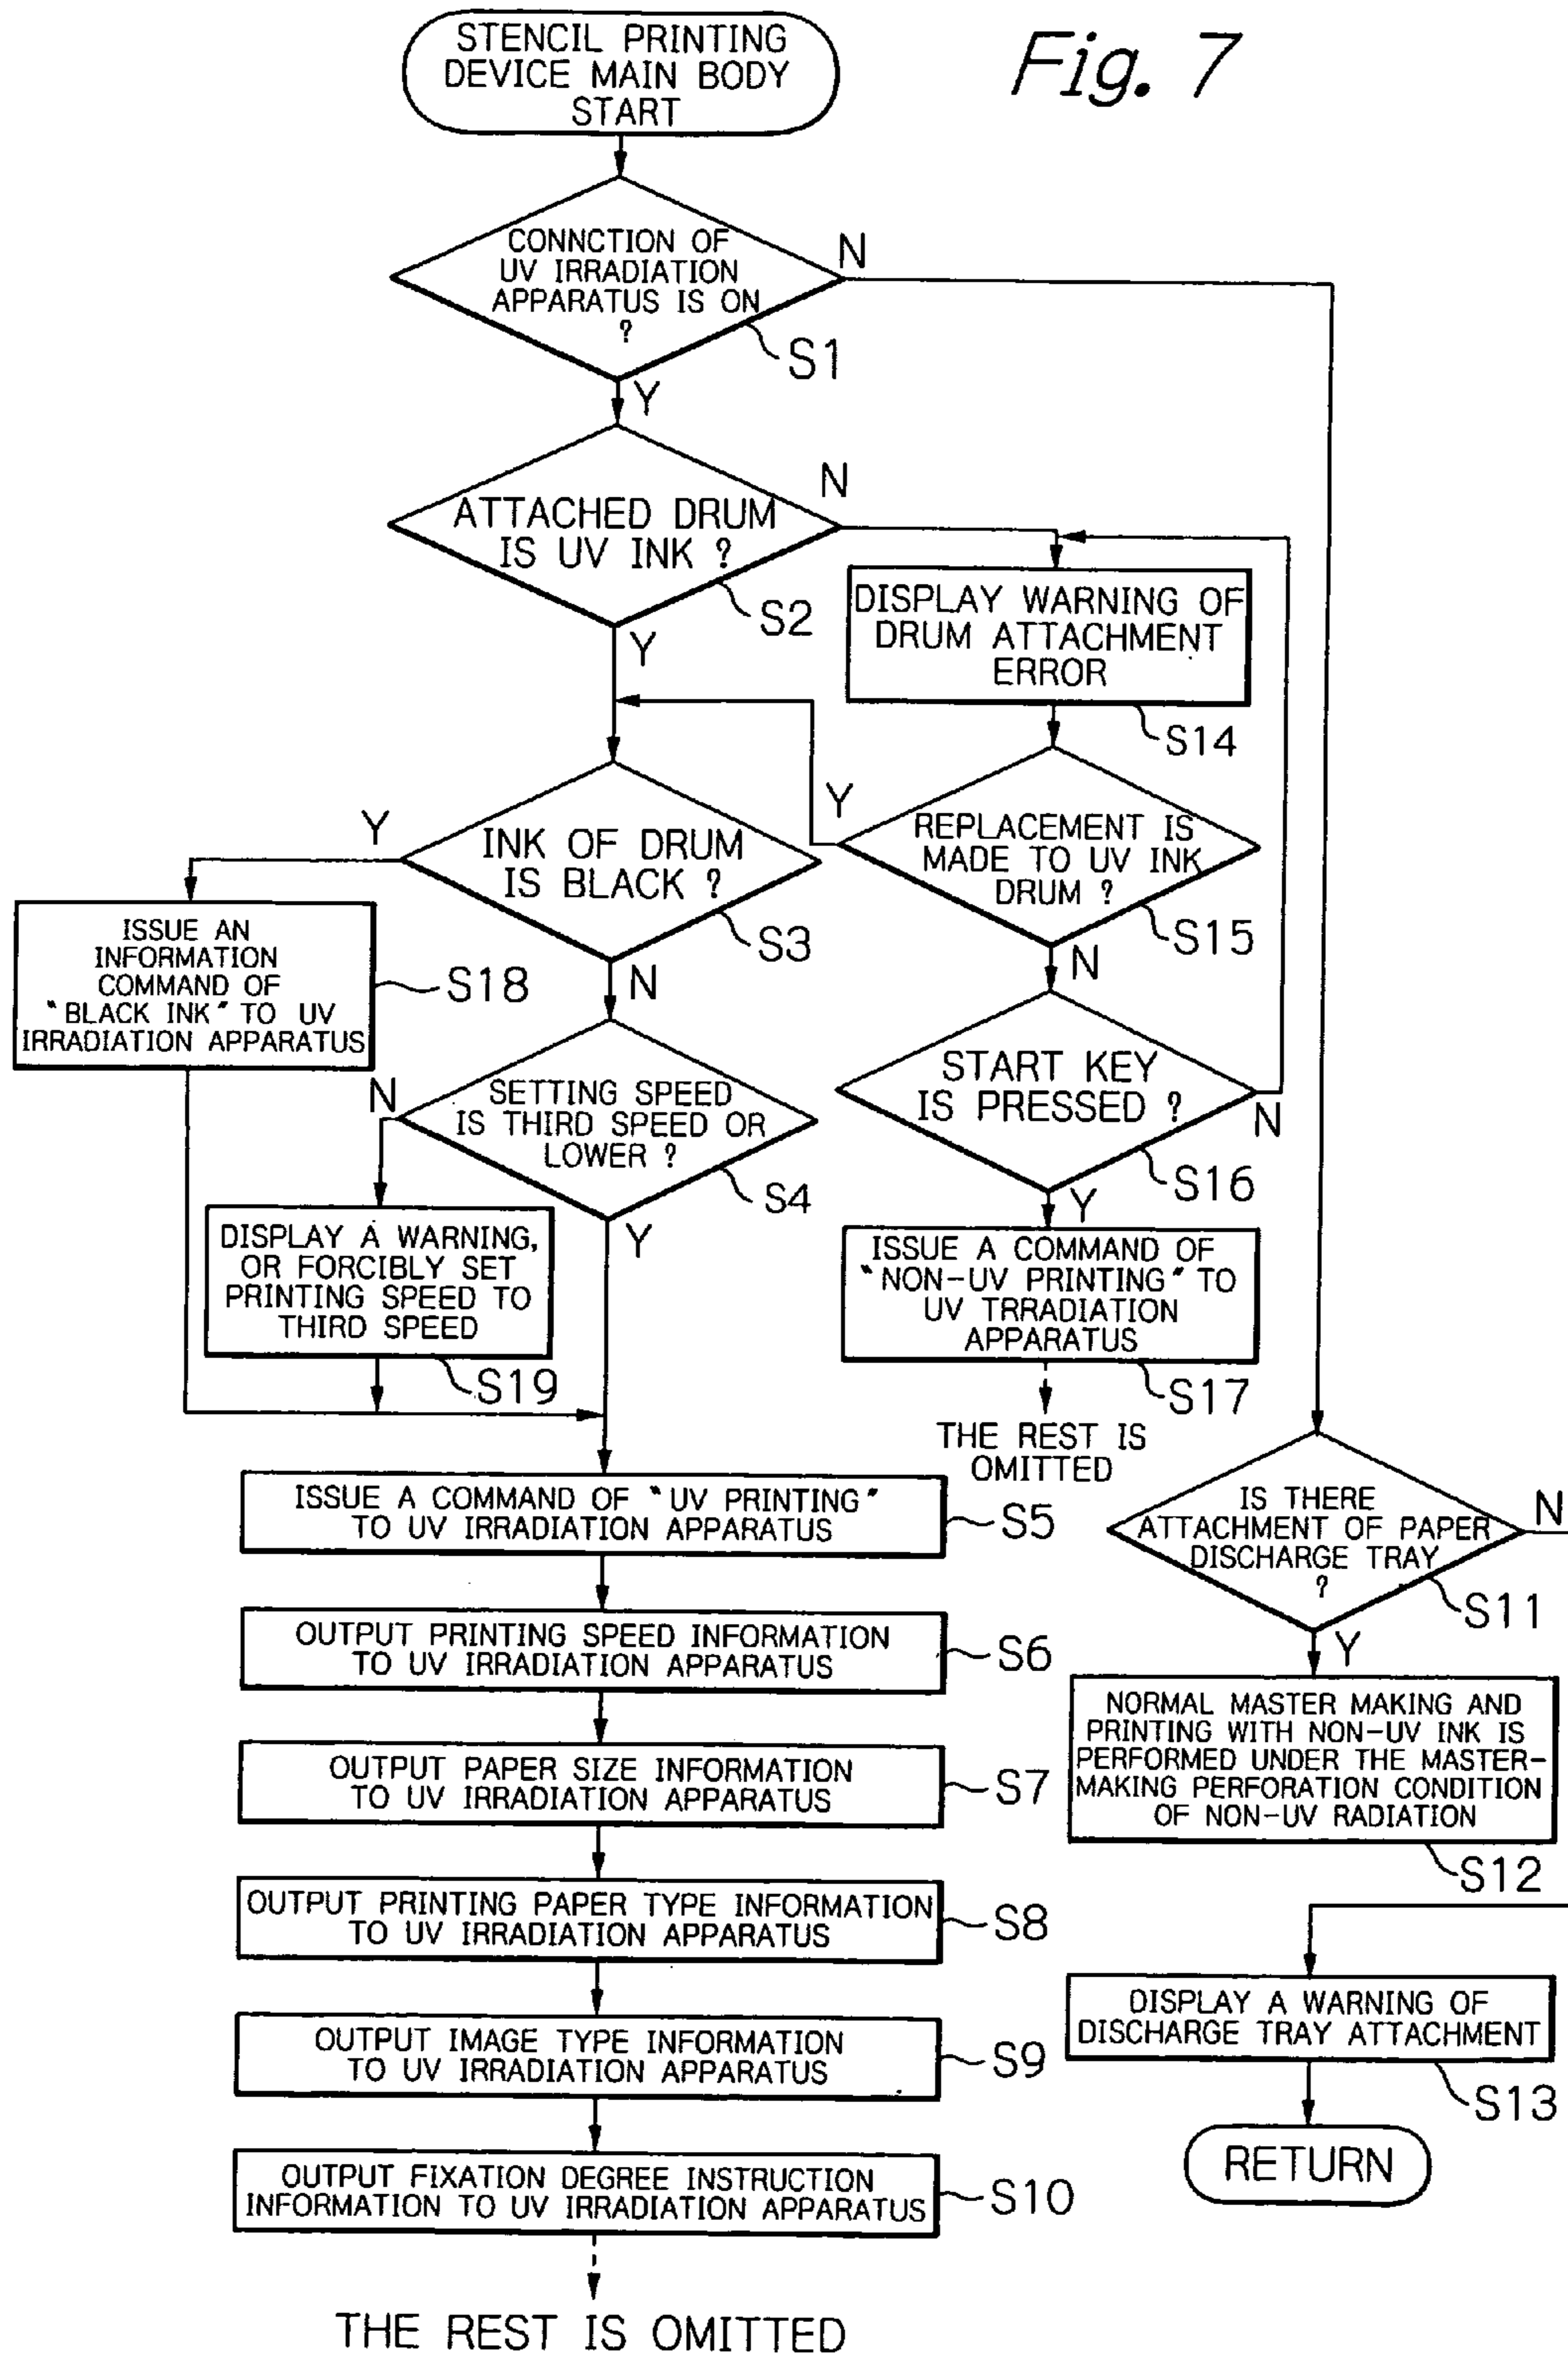 Fig. 7
STENCIL PRINTING
DEVICE MAIN BODY
START
CONNCTION OF
UV IRRADIATION
APPARATUS IS ON
?
N
S1
Y
ATTACHED DRUM
IS UV INK ?
N
S2
Y
DISPLAY WARNING OF
DRUM ATTACHMENT
ERROR
S14
INK OF DRUM
IS BLACK ?
Y
S3
N
REPLACEMENT IS
MADE TO UV INK
DRUM ?
Y
S15
N
ISSUE AN
INFORMATION
COMMAND OF
"BLACK INK" TO UV
IRRADIATION APPARATUS
S18
SETTING SPEED
IS THIRD SPEED OR
LOWER ?
N
S4
Y
START KEY
IS PRESSED ?
N
S16
Y
DISPLAY A WARNING,
OR FORCIBLY SET
PRINTING SPEED TO
THIRD SPEED
S19
ISSUE A COMMAND OF
"NON-UV PRINTING" TO
UV TRRADIATION
APPARATUS
S17
THE REST IS
OMITTED
ISSUE A COMMAND OF "UV PRINTING"
TO UV IRRADIATION APPARATUS
S5
IS THERE
ATTACHMENT OF PAPER
DISCHARGE TRAY
?
N
S11
Y
OUTPUT PRINTING SPEED INFORMATION
TO UV IRRADIATION APPARATUS
S6
NORMAL MASTER MAKING AND
PRINTING WITH NON-UV INK IS
PERFORMED UNDER THE MASTER-
MAKING PERFORATION CONDITION
OF NON-UV RADIATION
S12
OUTPUT PAPER SIZE INFORMATION
TO UV IRRADIATION APPARATUS
S7
OUTPUT PRINTING PAPER TYPE INFORMATION
TO UV IRRADIATION APPARATUS
S8
DISPLAY A WARNING OF
DISCHARGE TRAY ATTACHMENT
S13
OUTPUT IMAGE TYPE INFORMATION
TO UV IRRADIATION APPARATUS
S9
RETURN
OUTPUT FIXATION DEGREE INSTRUCTION
INFORMATION TO UV IRRADIATION APPARATUS
S10
THE REST IS OMITTED